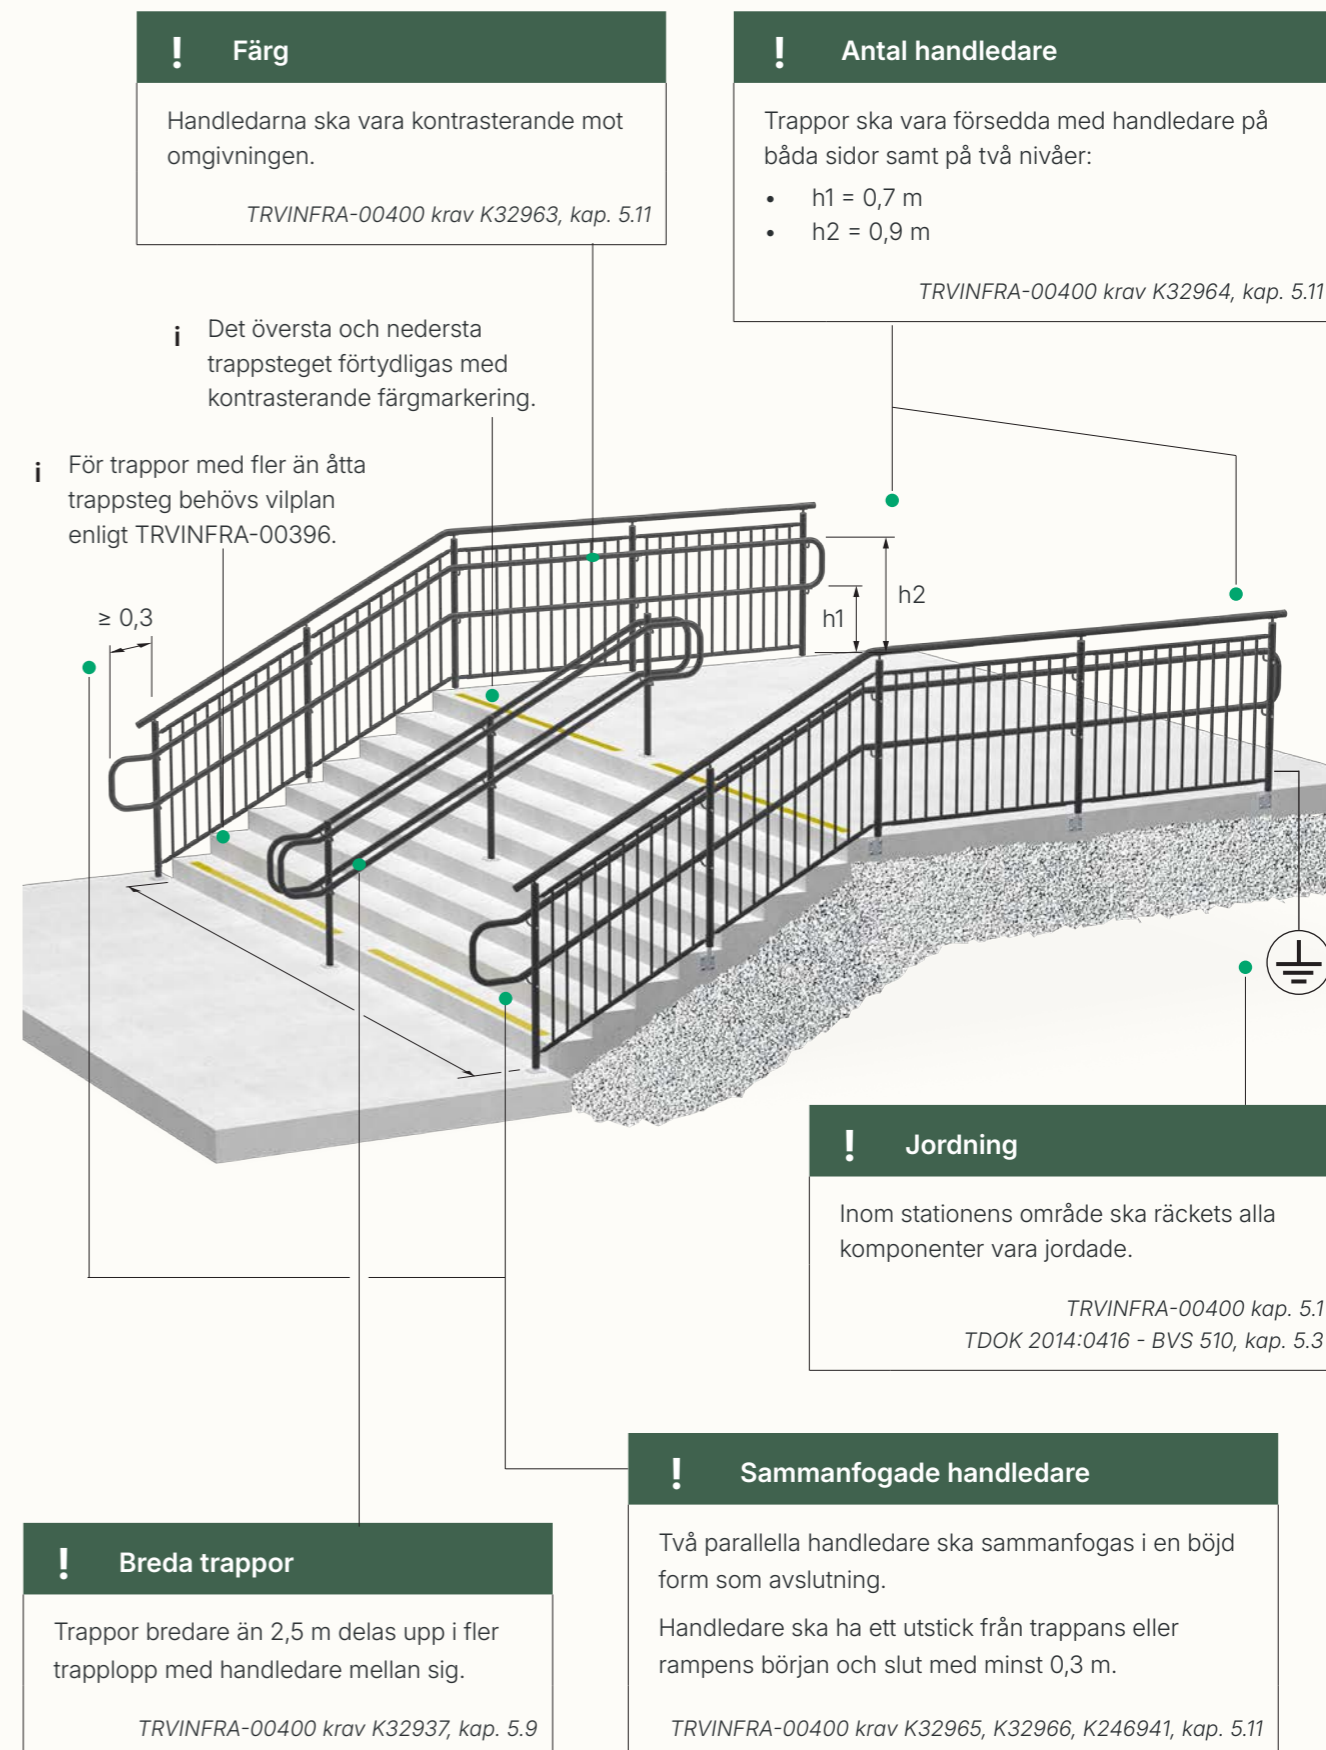 ! Färg
Handledarna ska vara kontrasterande mot
omgivningen.
TRVINFRA-00400 krav K32963, kap. 5.11
! Antal handledare
Trappor ska vara försedda med handledare på
båda sidor samt på två nivåer:
• h1 = 0,7 m
• h2 = 0,9 m
TRVINFRA-00400 krav K32964, kap. 5.11
i Det översta och nedersta
trappsteget förtydligas med
kontrasterande färgmarkering.
i För trappor med fler än åtta
trappsteg behövs vilplan
enligt TRVINFRA-00396.
≥ 0,3
h1
h2
! Jordning
Inom stationens område ska räckets alla
komponenter vara jordade.
TRVINFRA-00400 kap. 5.1
TDOK 2014:0416 - BVS 510, kap. 5.3
! Sammanfogade handledare
Två parallella handledare ska sammanfogas i en böjd
form som avslutning.
Handledare ska ha ett utstick från trappans eller
rampens början och slut med minst 0,3 m.
TRVINFRA-00400 krav K32965, K32966, K246941, kap. 5.11
! Breda trappor
Trappor bredare än 2,5 m delas upp i fler
trapplopp med handledare mellan sig.
TRVINFRA-00400 krav K32937, kap. 5.9